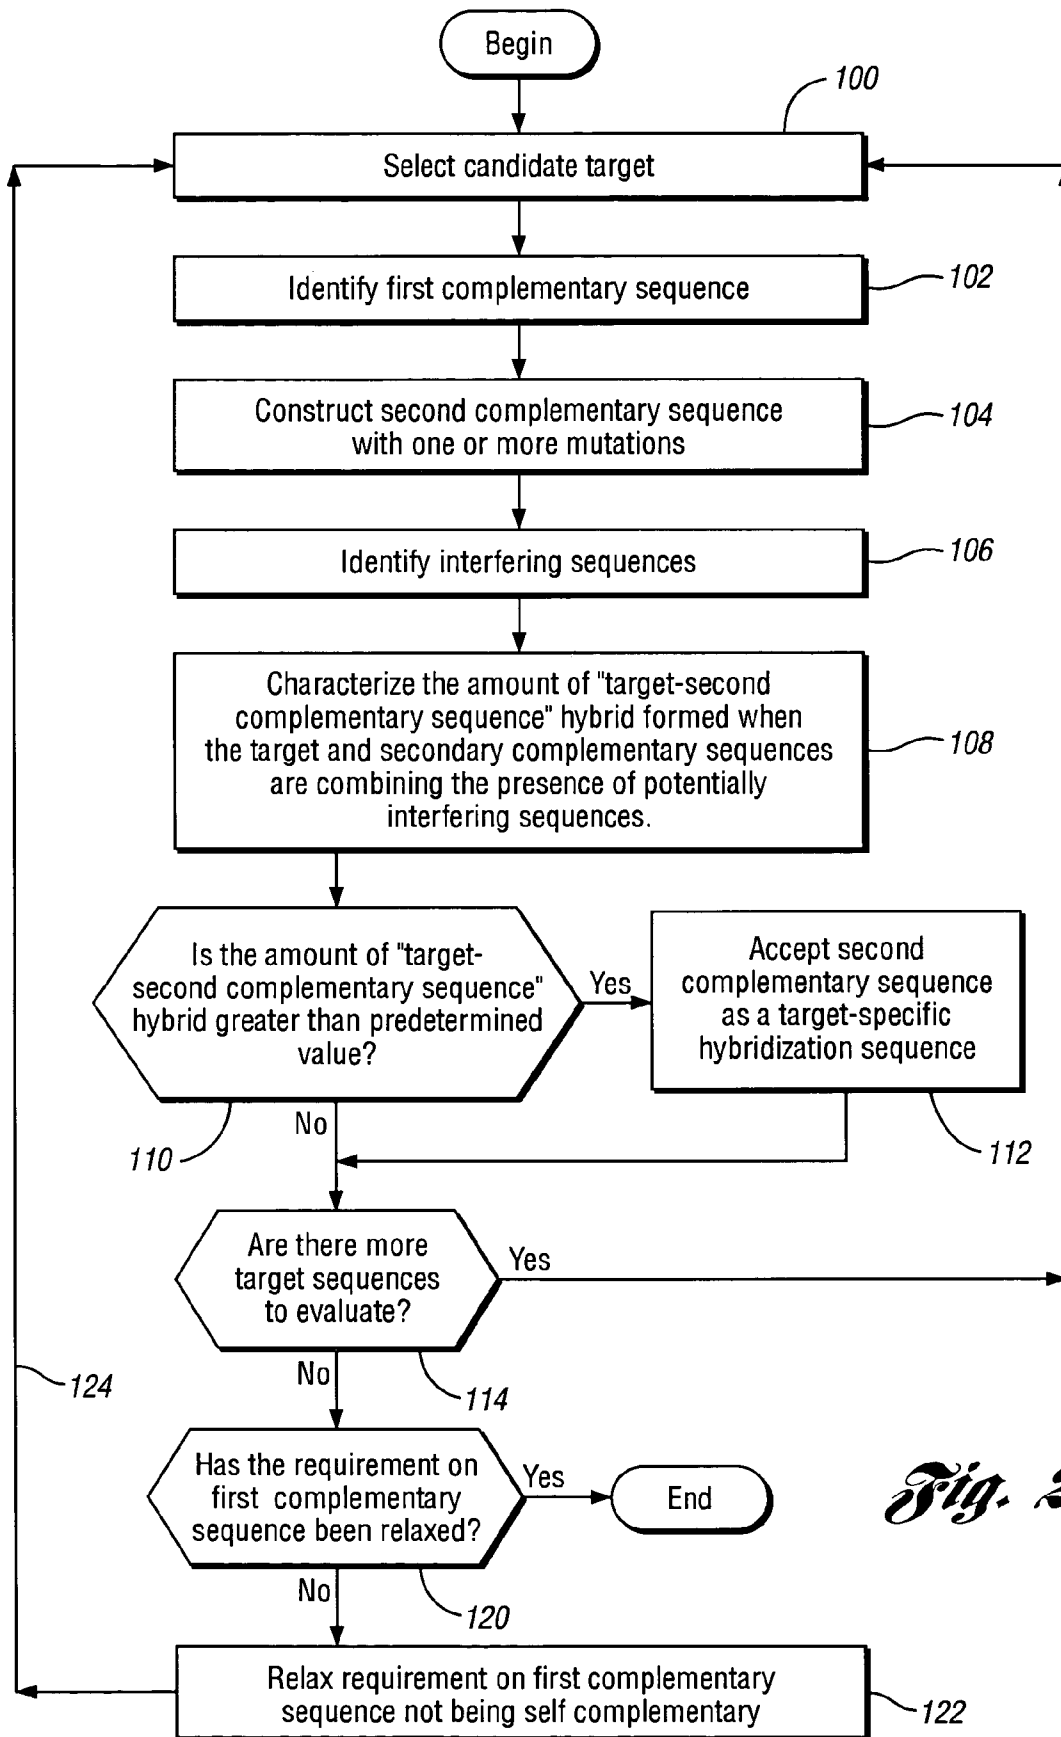 Begin
100
Select candidate target
Identify first complementary sequence
102
Construct second complementary sequence
with one or more mutations
104
Identify interfering sequences
106
Characterize the amount of "target-second
complementary sequence" hybrid formed when
the target and secondary complementary sequences
are combining the presence of potentially
interfering sequences.
108
Is the amount of "target-
second complementary sequence"
hybrid greater than predetermined
value?
Yes
Accept second
complementary sequence
as a target-specific
hybridization sequence
No
110
112
Are there more
target sequences
to evaluate?
Yes
No
114
124
Has the requirement on
first complementary
sequence been relaxed?
Yes
End
Fig.
No
120
Relax requirement on first complementary
sequence not being self complementary
122